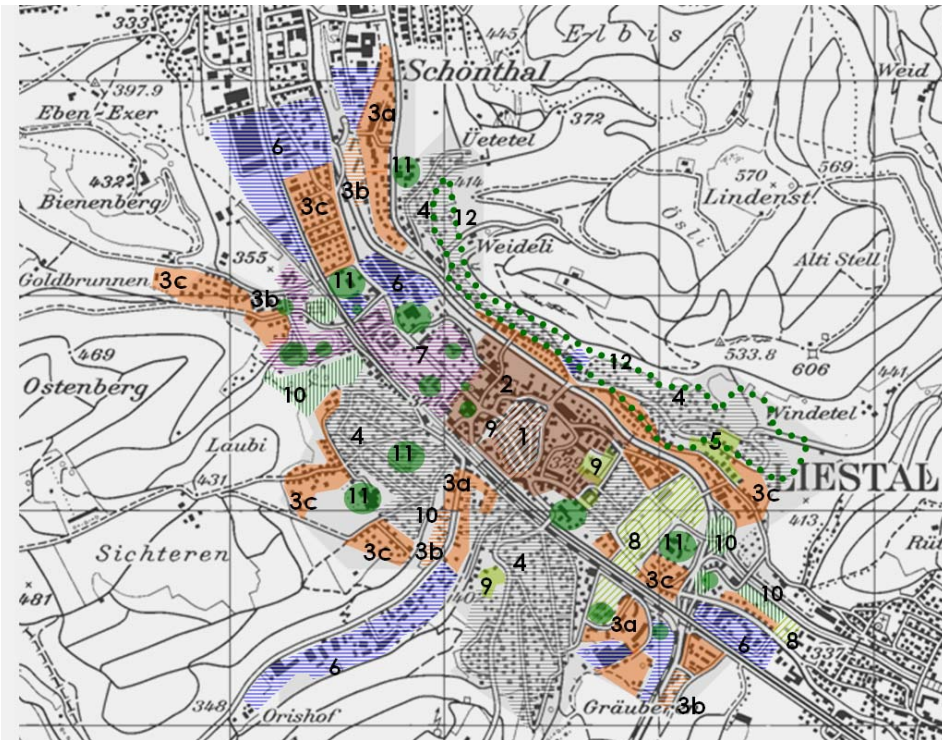 333
445
Elbis
Schönthal
Weid
397.9
Eben-Exer
3a
372
Üetetel
6
569
11
570
432
3b
414
Lindenst.
Bienenberg
3c
4
12
Weideli
355
Alti Stell
Goldbrunnen
3c
3b
11
6
533.8
469
7
12
606
441
Ostenberg
10
2
4
Windetel
9
1
5
4
Laubi
11
9
LIESTAL
431
3a
3c
11
3c
10
413
8
11
10
Sichteren
3c
3b
4
3c
9
10
481
3a
6
8
337
6
348
Orishof
Gräuber
3b